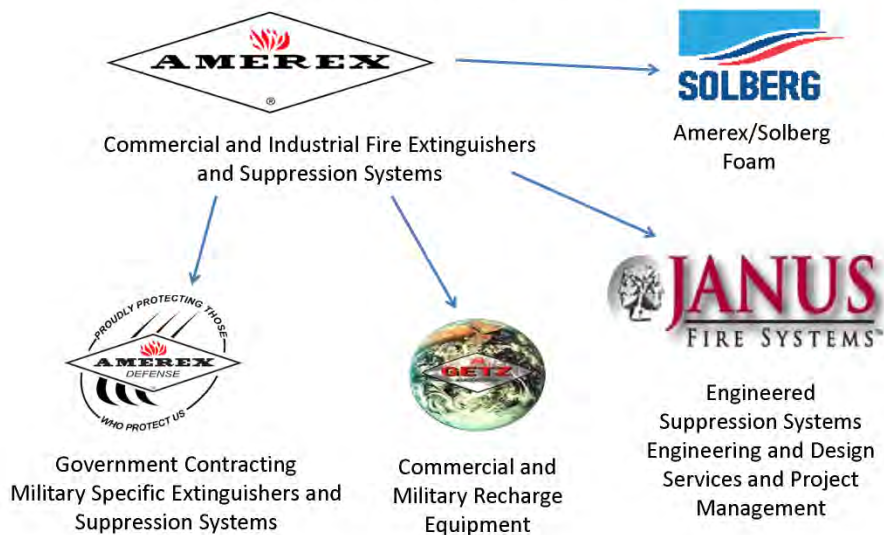 AMEREX
®
Commercial and Industrial Fire Extinguishers
and Suppression Systems
SOLBERG
Amerex/Solberg
Foam
PROUDLY PROTECTING THOSE
AMEREX
DEFENSE
WHO PROTECT US
Government Contracting
Military Specific Extinguishers and
Suppression Systems
GETZ
Commercial and
Military Recharge
Equipment
JANUS
FIRE SYSTEMS™
Engineered
Suppression Systems
Engineering and Design
Services and Project
Management